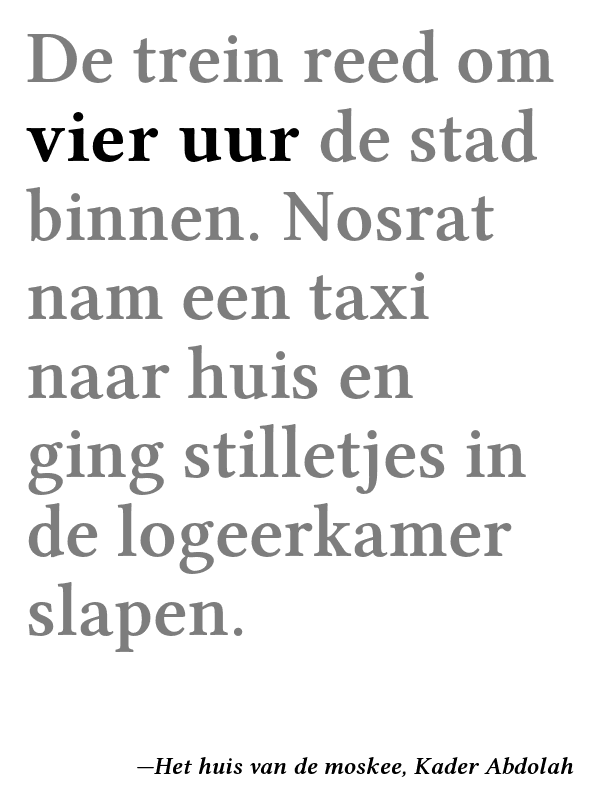 De trein reed om
vier uur de stad
binnen. Nosrat
nam een taxi
naar huis en
ging stilletjes in
de logeerkamer
slapen.
—Het huis van de moskee, Kader Abdolah